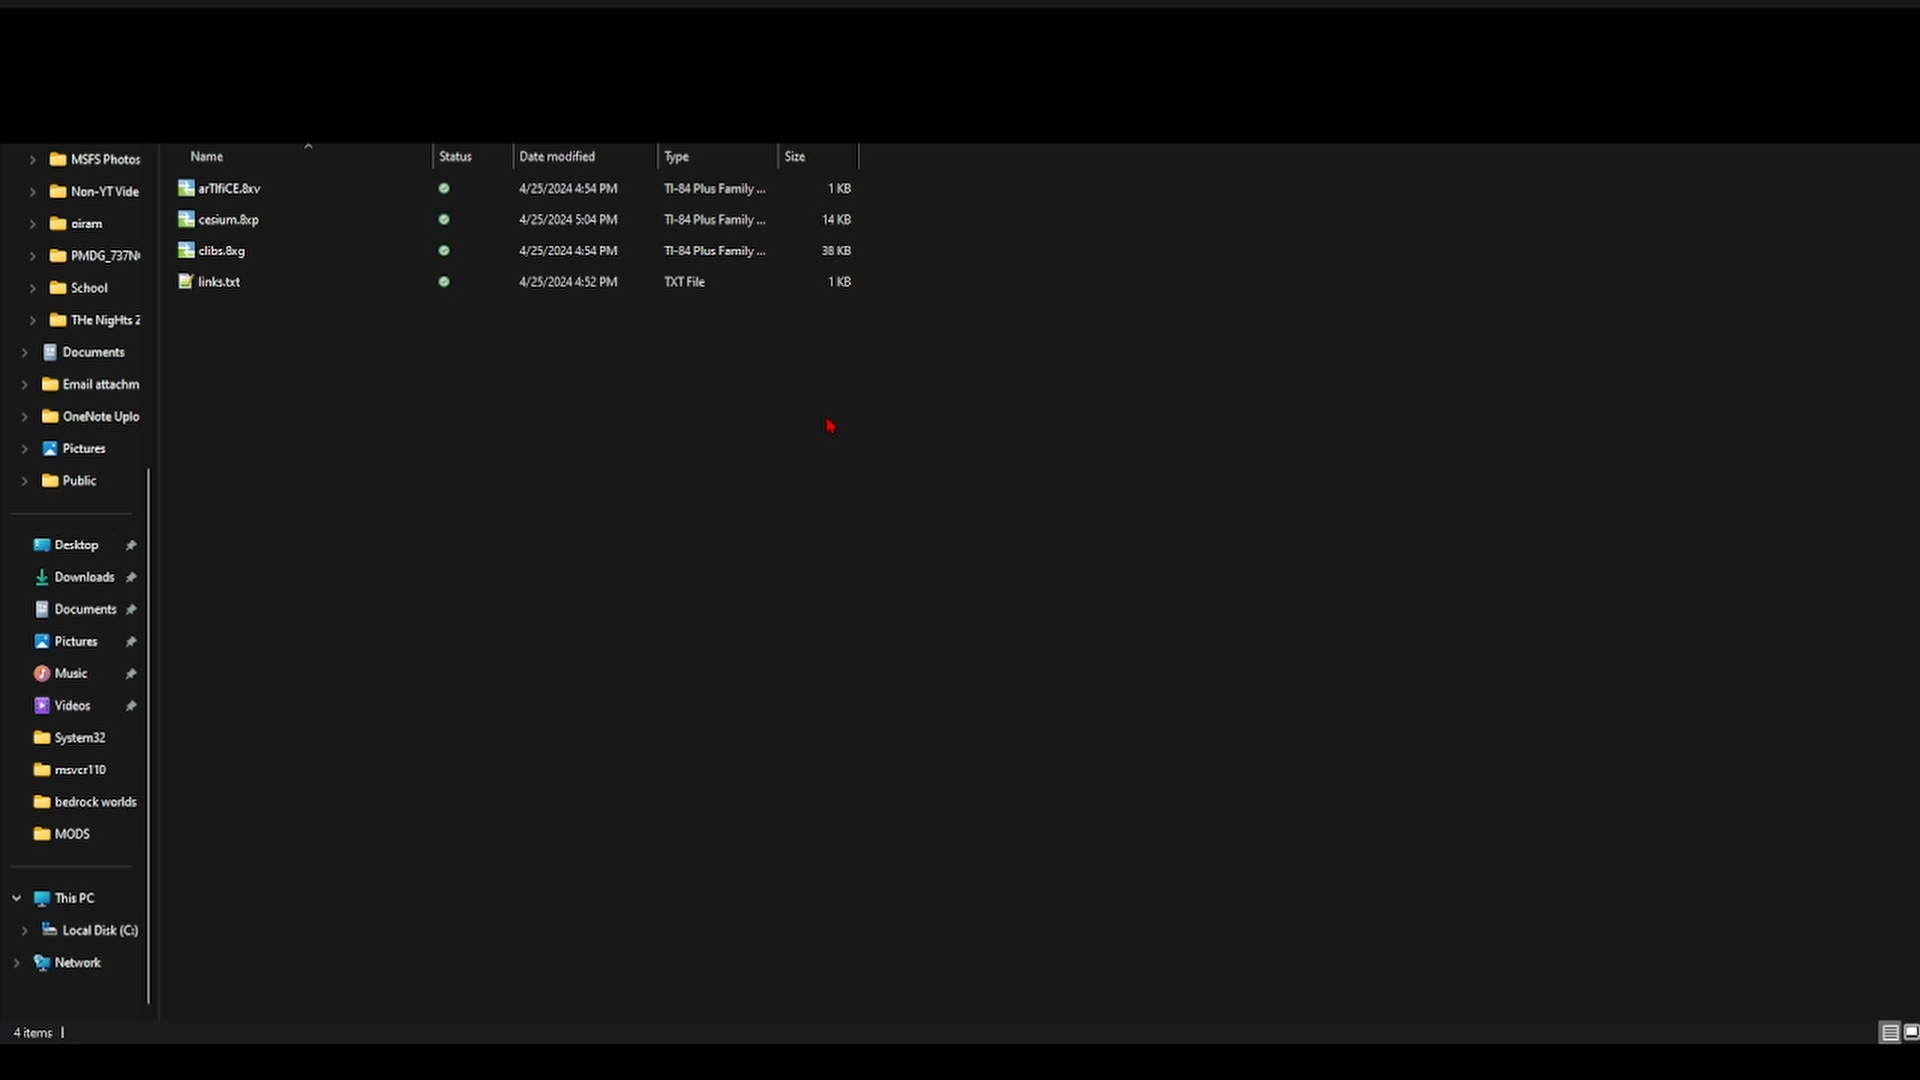 Name Status Date modified Type Size
arTIfiCE.8xv 4/25/2024 4:54 PM TI-84 Plus Family ... 1 KB
cesium.8xp 4/25/2024 5:04 PM TI-84 Plus Family ... 14 KB
clibs.8xg 4/25/2024 4:54 PM TI-84 Plus Family ... 38 KB
links.txt 4/25/2024 4:52 PM TXT File 1 KB
MSFS Photos
Non-YT Vide
oiram
PMDG_737N
School
THe NigHts 2
Documents
Email attachm
OneNote Uplo
Pictures
Public
Desktop
Downloads
Documents
Pictures
Music
Videos
System32
msvcr110
bedrock worlds
MODS
This PC
Local Disk (C:)
Network
4 items